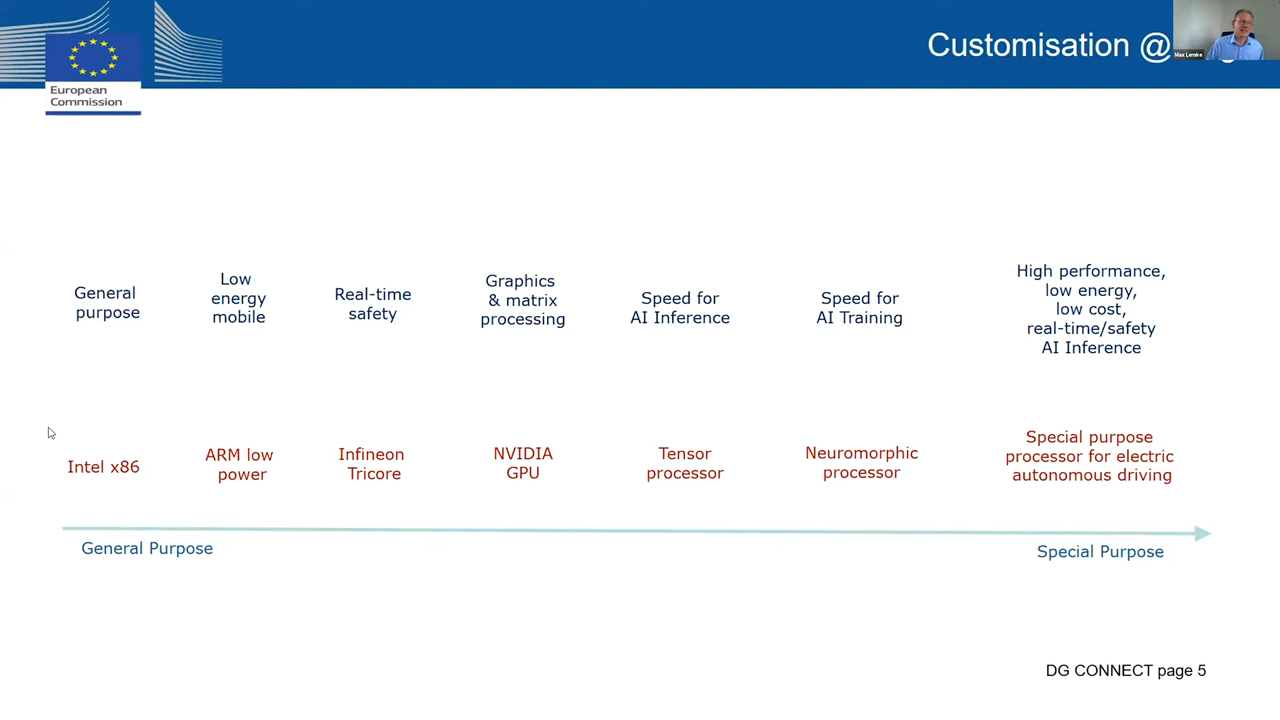 Customisation @
Max Lemke
European
Commission
General
purpose
Low
energy
mobile
Real-time
safety
Graphics
& matrix
processing
Speed for
AI Inference
Speed for
AI Training
High performance,
low energy,
low cost,
real-time/safety
AI Inference
Intel x86
ARM low
power
Infineon
Tricore
NVIDIA
GPU
Tensor
processor
Neuromorphic
processor
Special purpose
processor for electric
autonomous driving
General Purpose
Special Purpose
DG CONNECT page 5